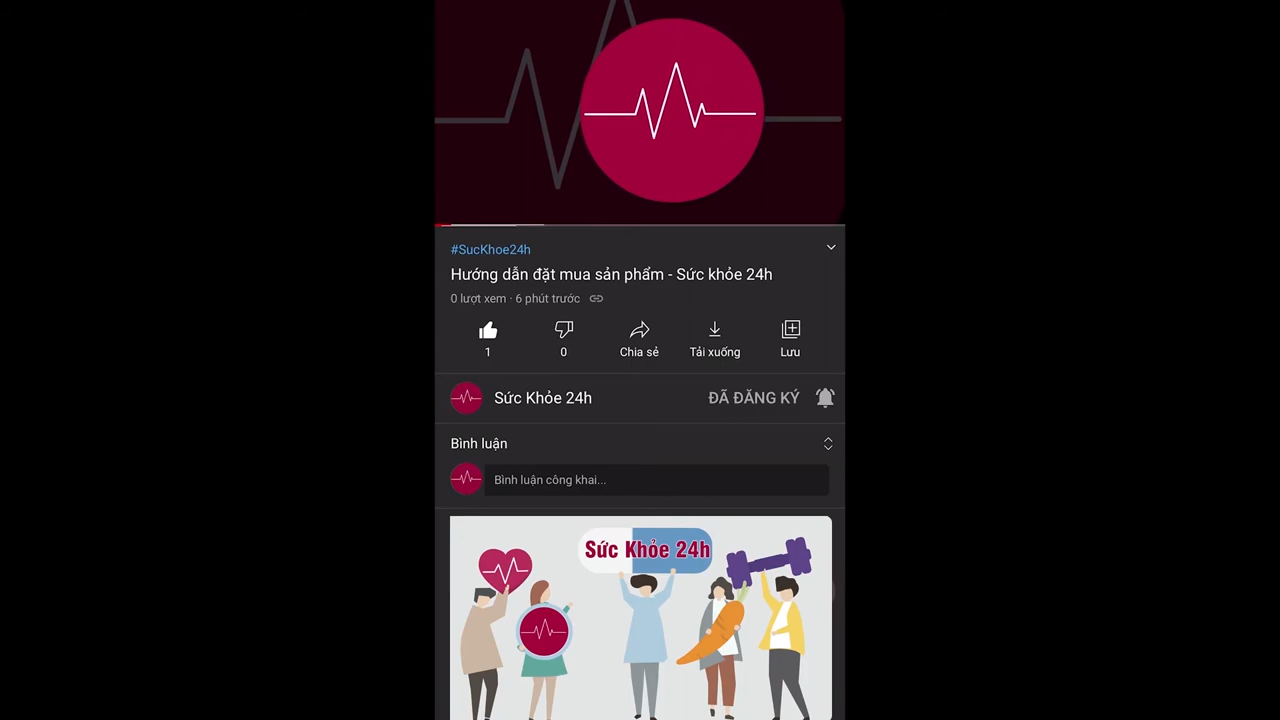 #SucKhoe24h
Hướng dẫn đặt mua sản phẩm - Sức khỏe 24h
0 lượt xem · 6 phút trước
1
0
Chia sẻ
Tải xuống
Lưu
Sức Khỏe 24h
ĐÃ ĐĂNG KÝ
Bình luận
Bình luận công khai...
Sức Khỏe 24h